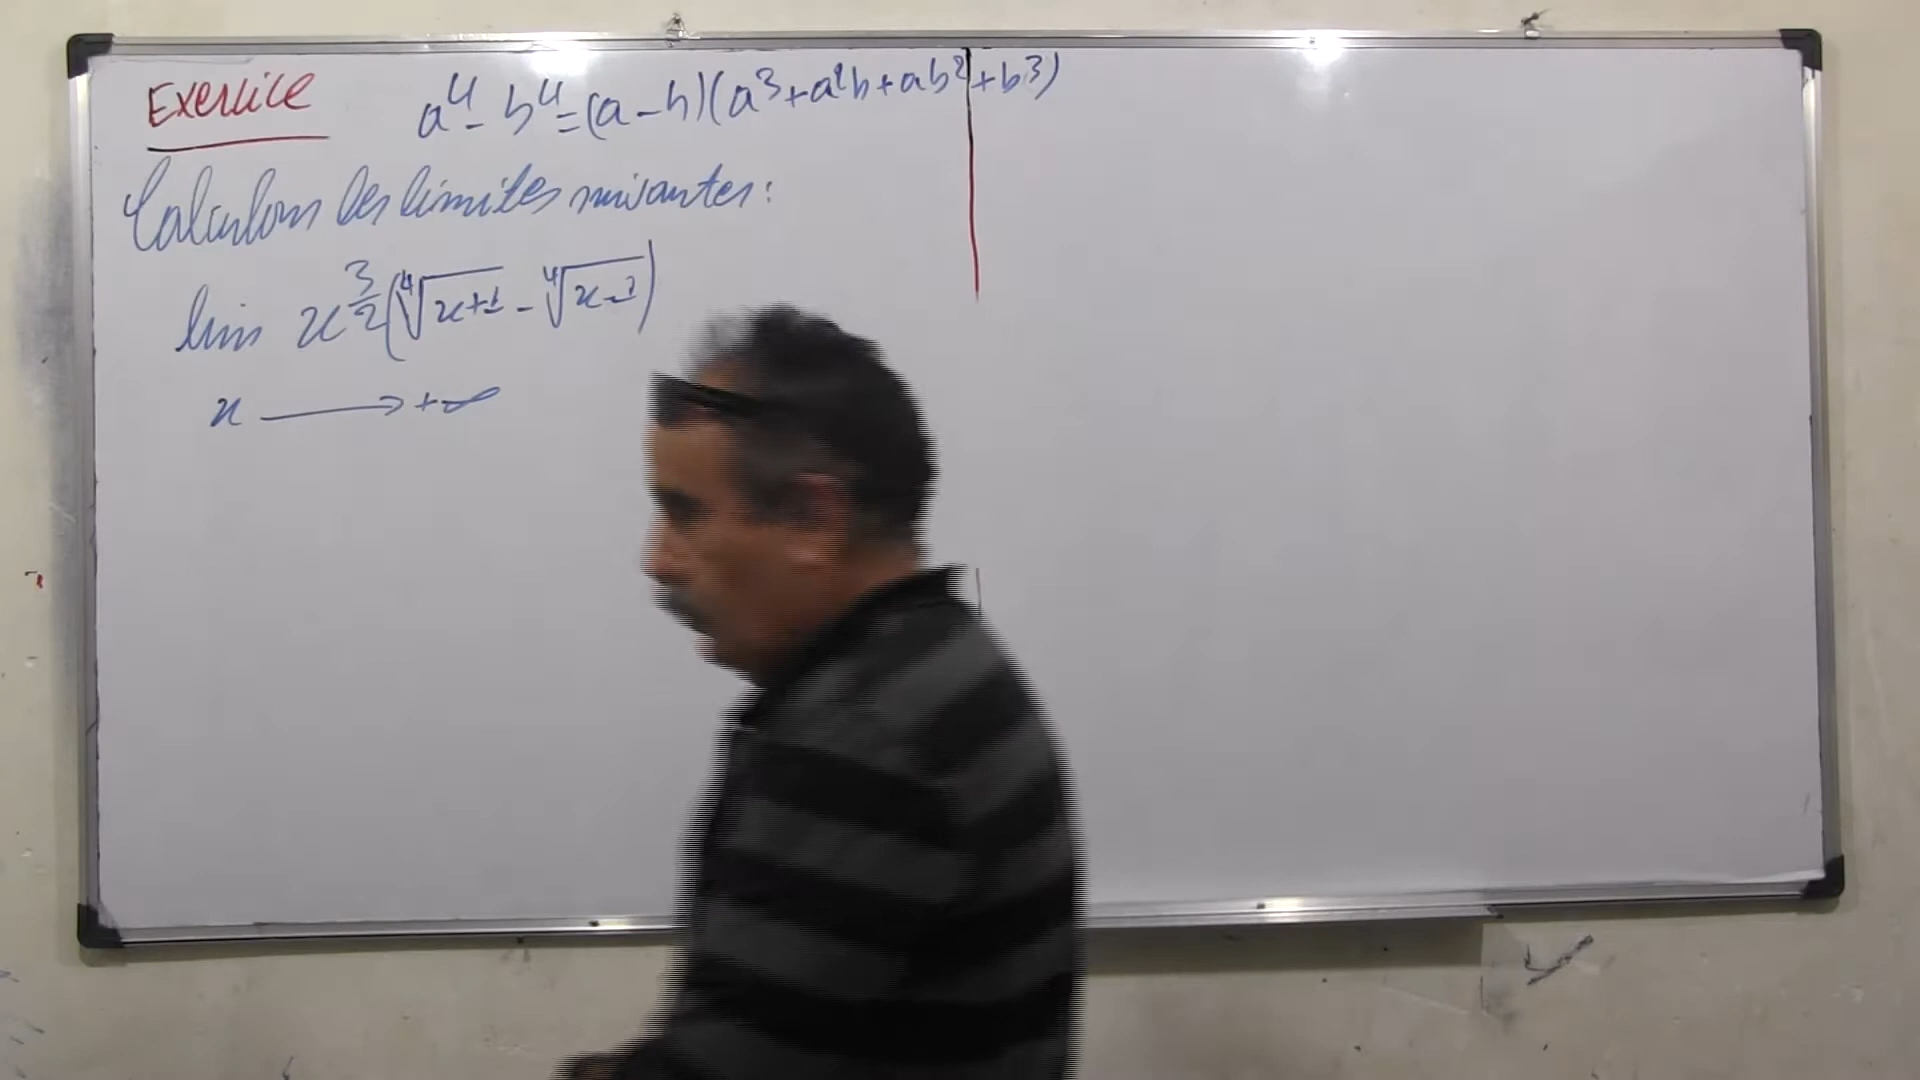 Exercice
a⁴ - b⁴ = (a - b)(a³ + a²b + ab² + b³)
Calculons les limites suivantes:
lim x^(3/2) (⁴√(x+1) - ⁴√(x-1))
x → +∞